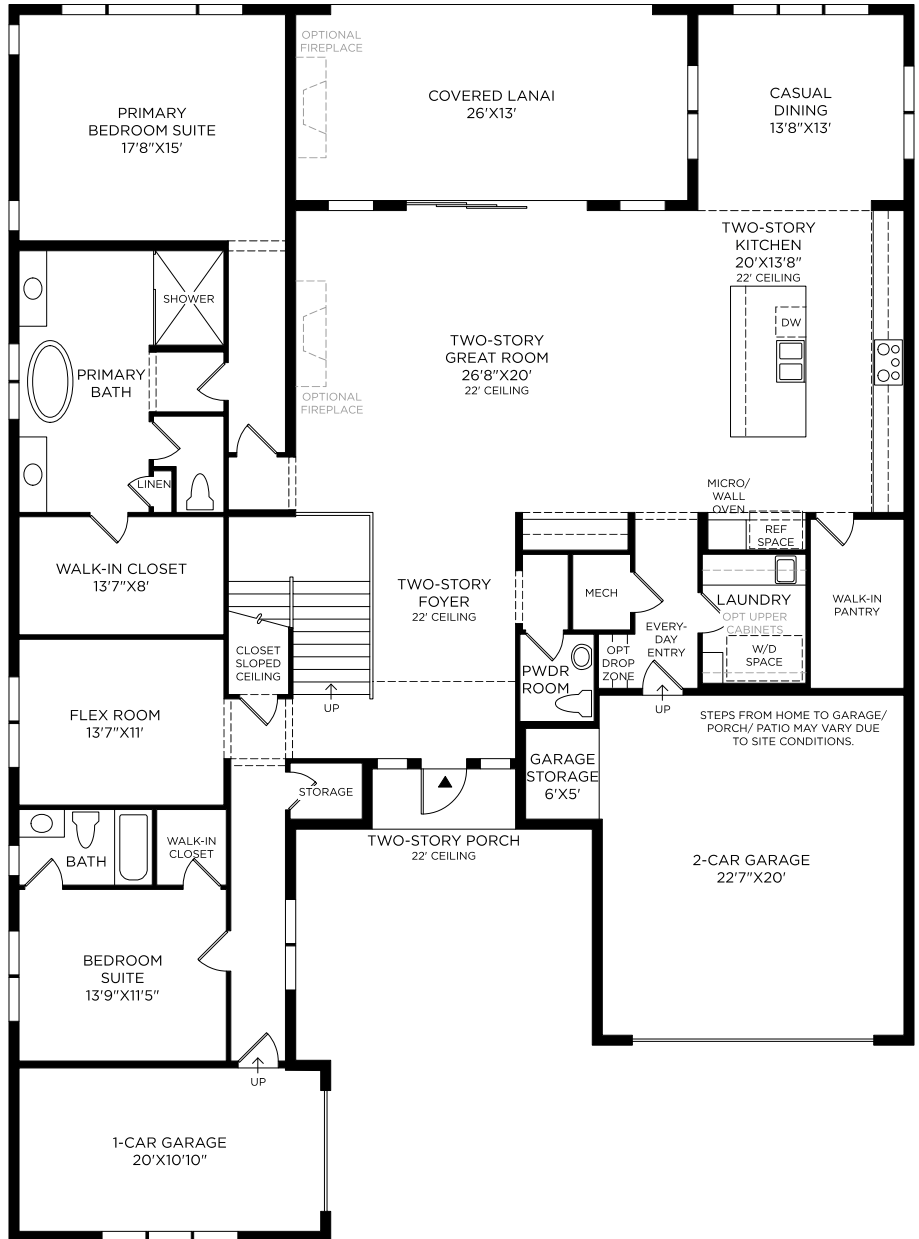 OPTIONAL
FIREPLACE
COVERED LANAI
26'X13'
CASUAL
DINING
13'8"X13'
PRIMARY
BEDROOM SUITE
17'8"X15'
TWO-STORY
KITCHEN
20'X13'8"
22' CEILING
SHOWER
DW
TWO-STORY
GREAT ROOM
26'8"X20'
22' CEILING
PRIMARY
BATH
OPTIONAL
FIREPLACE
LINEN
MICRO/
WALL
OVEN
REF
SPACE
WALK-IN CLOSET
13'7"X8'
TWO-STORY
FOYER
22' CEILING
MECH
LAUNDRY
OPT UPPER
CABINETS
W/D
SPACE
WALK-IN
PANTRY
EVERY-
DAY
ENTRY
OPT
DROP
ZONE
CLOSET
SLOPED
CEILING
PWDR
ROOM
UP
UP
FLEX ROOM
13'7"X11'
STEPS FROM HOME TO GARAGE/
PORCH/ PATIO MAY VARY DUE
TO SITE CONDITIONS.
GARAGE
STORAGE
6'X5'
STORAGE
TWO-STORY PORCH
22' CEILING
WALK-IN
CLOSET
BATH
2-CAR GARAGE
22'7"X20'
BEDROOM
SUITE
13'9"X11'5"
UP
1-CAR GARAGE
20'X10'10"